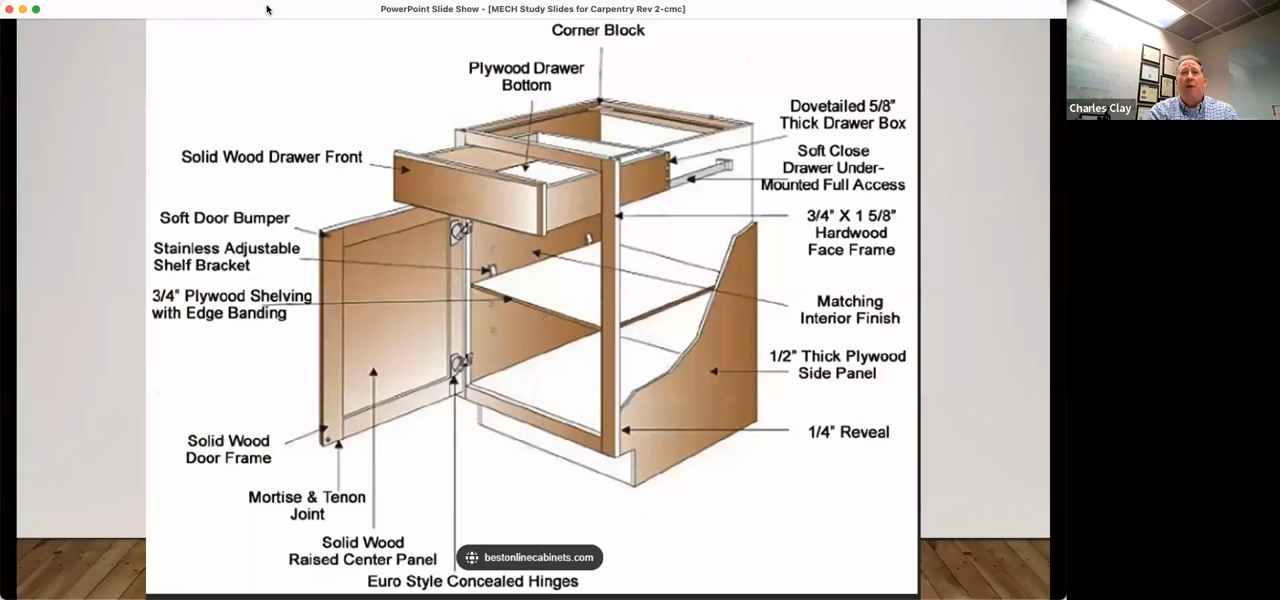 PowerPoint Slide Show - [MECH Study Slides for Carpentry Rev 2-cmc]
Charles Clay
Corner Block
Plywood Drawer
Bottom
Solid Wood Drawer Front
Soft Door Bumper
Stainless Adjustable
Shelf Bracket
3/4" Plywood Shelving
with Edge Banding
Solid Wood
Door Frame
Mortise & Tenon
Joint
Solid Wood
Raised Center Panel
Euro Style Concealed Hinges
bestonlinecabinets.com
Dovetailed 5/8"
Thick Drawer Box
Soft Close
Drawer Under-
Mounted Full Access
3/4" X 1 5/8"
Hardwood
Face Frame
Matching
Interior Finish
1/2" Thick Plywood
Side Panel
1/4" Reveal